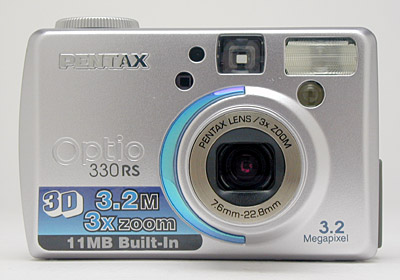 PENTAX
Optio
330RS
3D 3.2M
3x zoom
11MB Built-In
PENTAX LENS / 3x ZOOM
7.6mm-22.8mm
3.2
Megapixel